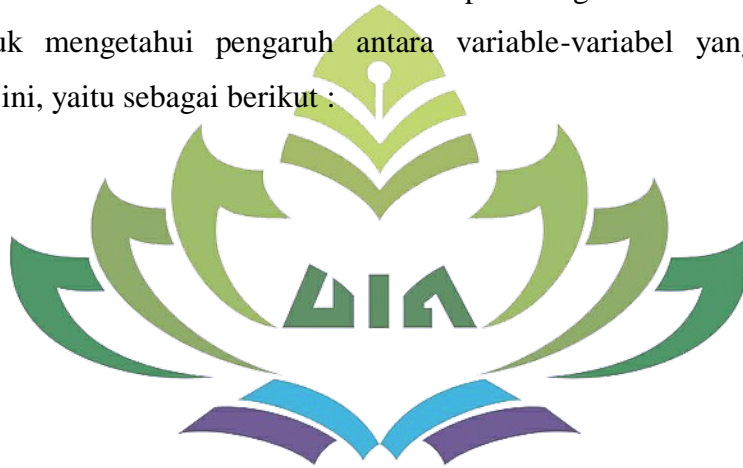 uk mengetahui pengaruh antara variable-variabel yang
ini, yaitu sebagai berikut :
UIA